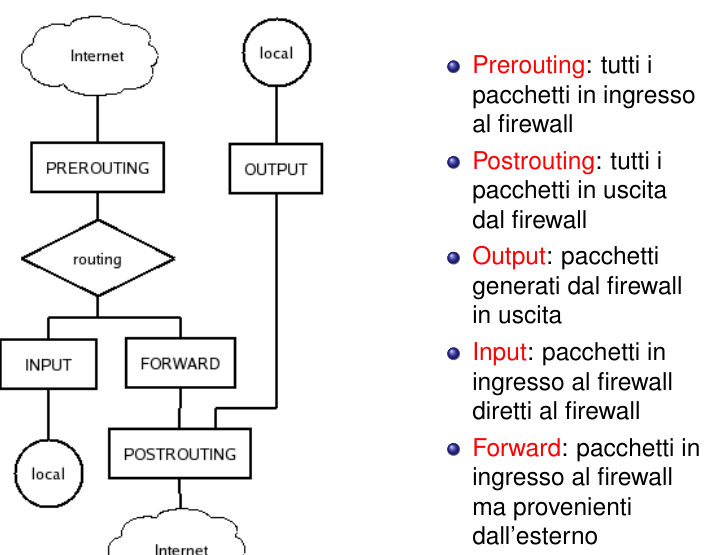 Internet
local
PREROUTING
OUTPUT
routing
INPUT
FORWARD
POSTROUTING
local
Internet
Prerouting: tutti i
pacchetti in ingresso
al firewall
Postrouting: tutti i
pacchetti in uscita
dal firewall
Output: pacchetti
generati dal firewall
in uscita
Input: pacchetti in
ingresso al firewall
diretti al firewall
Forward: pacchetti in
ingresso al firewall
ma provenienti
dall'esterno